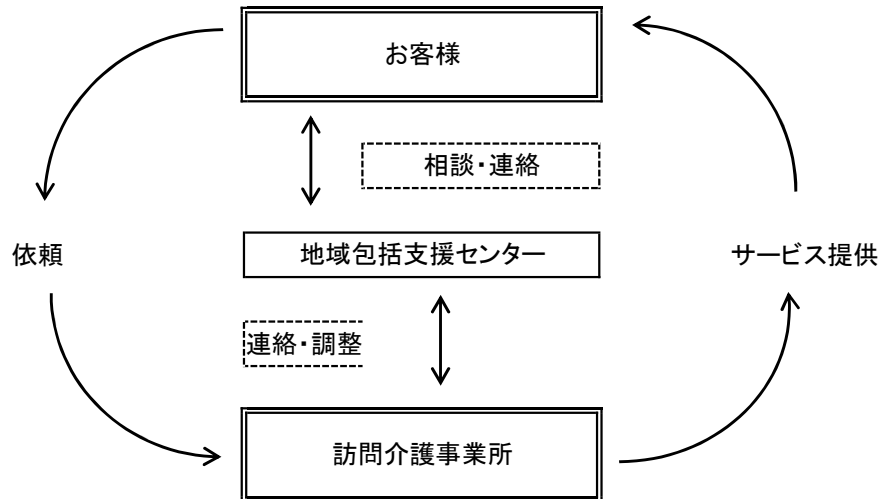 お客様
相談・連絡
依頼
地域包括支援センター
サービス提供
連絡・調整
訪問介護事業所